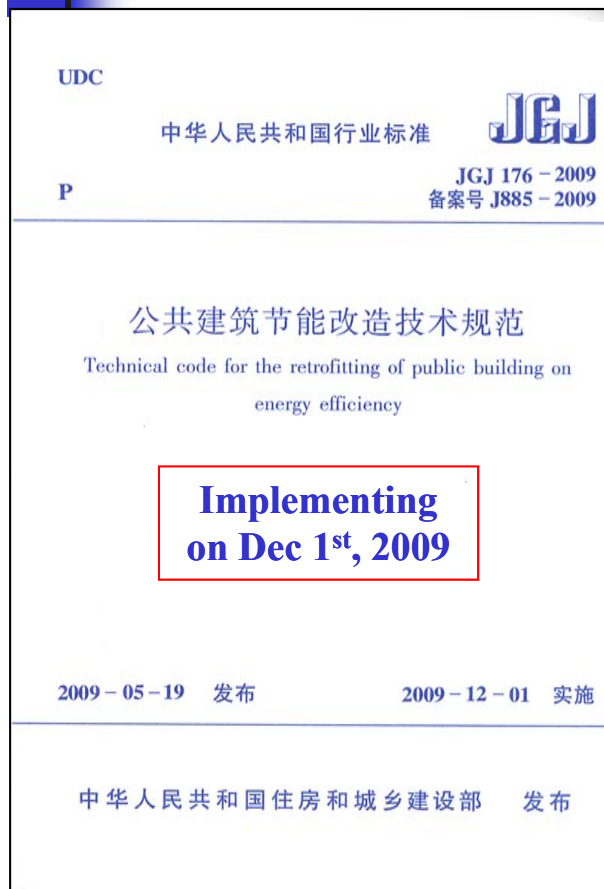 UDC
中华人民共和国行业标准
JGJ
P
JGJ 176－2009
备案号 J885－2009
公共建筑节能改造技术规范
Technical code for the retrofitting of public building on
energy efficiency
Implementing
on Dec 1st, 2009
2009－05－19 发布
2009－12－01 实施
中华人民共和国住房和城乡建设部 发布